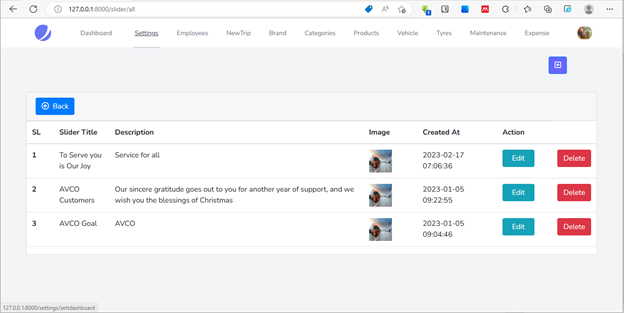 127.0.0.1:8000/slider/all
Dashboard Settings Employees NewTrip Brand Categories Products Vehicle Tyres Maintenance Expense
Back
SL Slider Title Description Image Created At Action
1 To Serve you Service for all 2023-02-17 Edit Delete
is Our Joy 07:06:36
2 AVCO Our sincere gratitude goes out to you for another year of support, and we 2023-01-05 Edit Delete
Customers wish you the blessings of Christmas 09:22:55
3 AVCO Goal AVCO 2023-01-05 Edit Delete
09:04:46
127.0.0.1:8000/settings/settdashboard